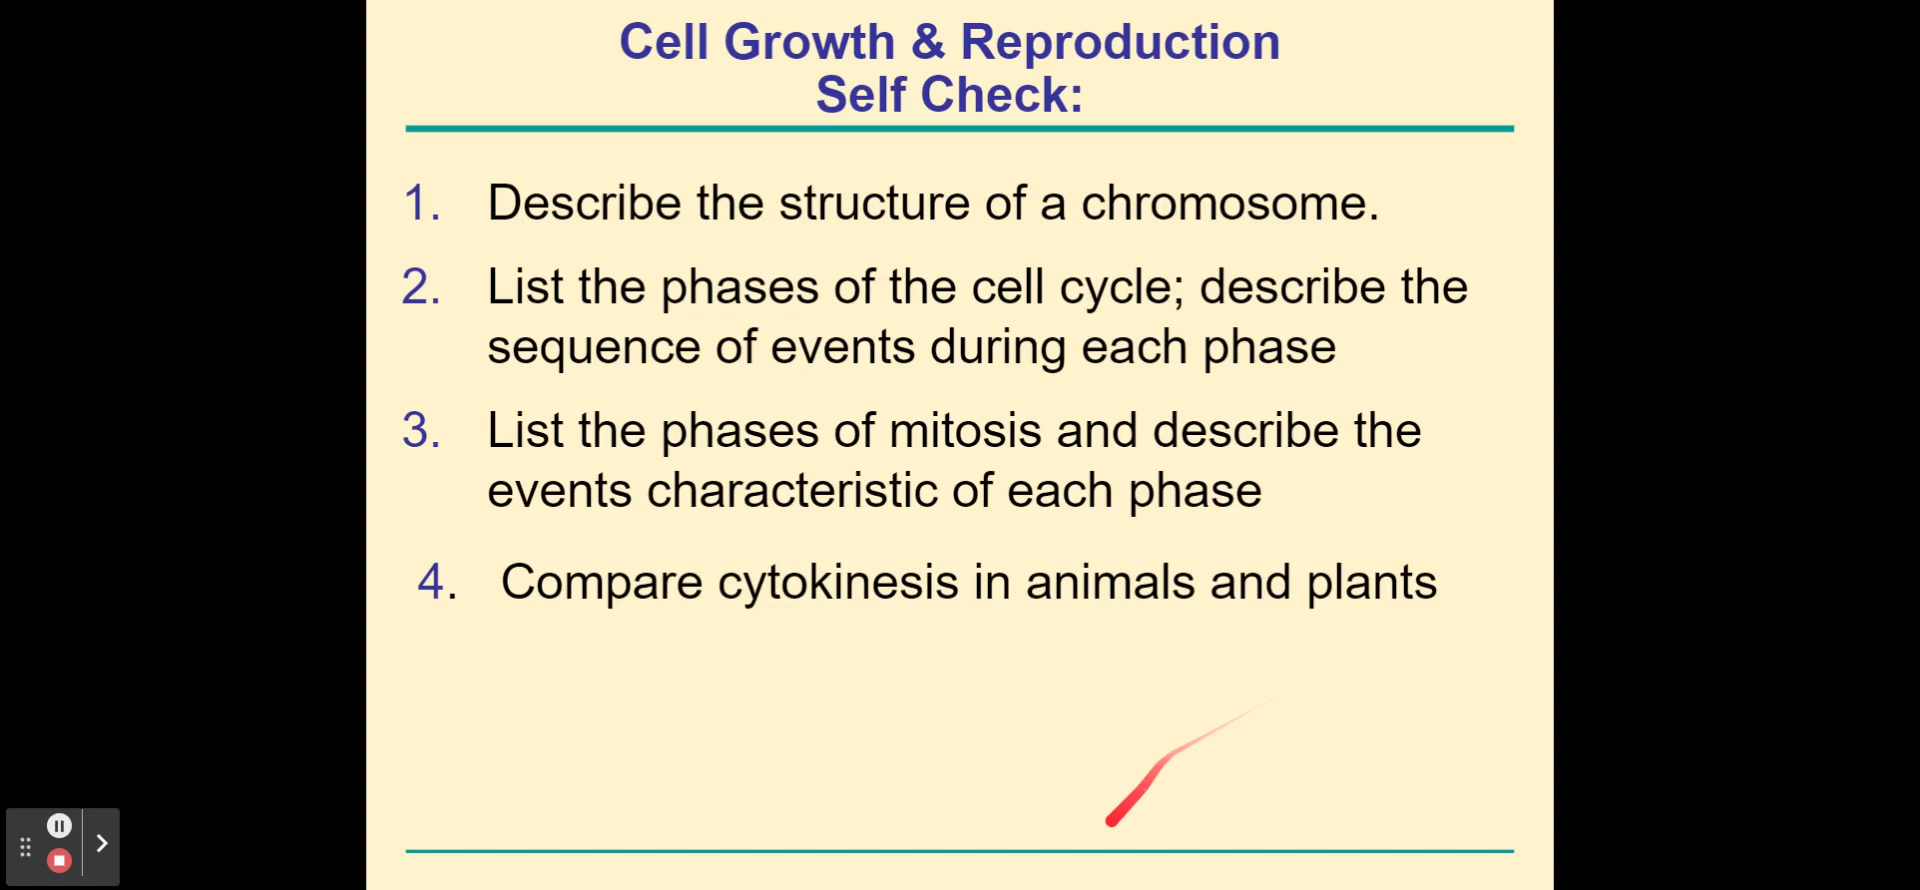 Cell Growth & Reproduction
Self Check:
1. Describe the structure of a chromosome.
2. List the phases of the cell cycle; describe the
sequence of events during each phase
3. List the phases of mitosis and describe the
events characteristic of each phase
4. Compare cytokinesis in animals and plants